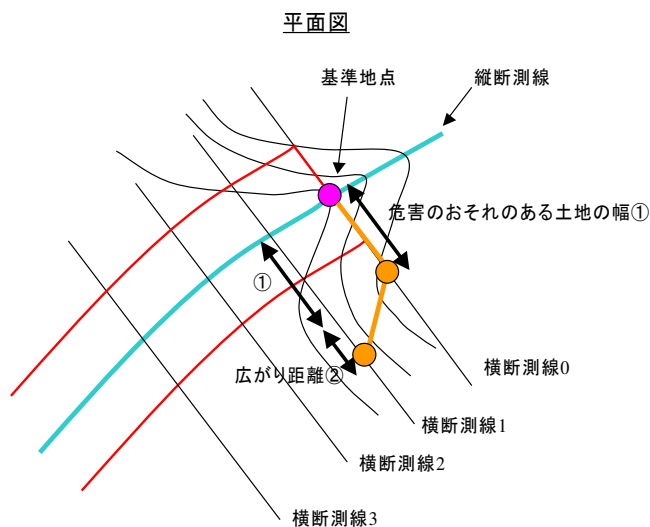 平面図
基準地点
縦断測線
危害のおそれのある土地の幅①
①
広がり距離②
横断測線0
横断測線1
横断測線2
横断測線3